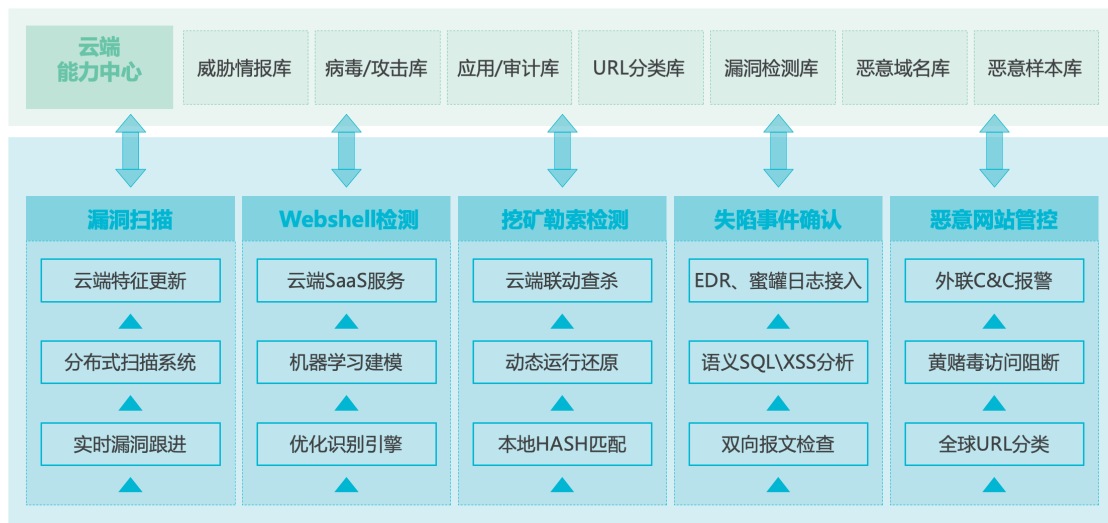 云端
能力中心
威胁情报库
病毒/攻击库
应用/审计库
URL分类库
漏洞检测库
恶意域名库
恶意样本库
漏洞扫描
Webshell检测
挖矿勒索检测
失陷事件确认
恶意网站管控
云端特征更新
云端SaaS服务
云端联动查杀
EDR、蜜罐日志接入
外联C&C报警
分布式扫描系统
机器学习建模
动态运行还原
语义SQL\XSS分析
黄赌毒访问阻断
实时漏洞跟进
优化识别引擎
本地HASH匹配
双向报文检查
全球URL分类